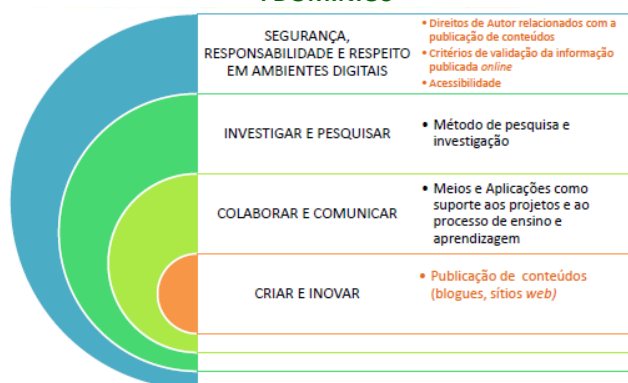 SEGURANÇA,
RESPONSABILIDADE E RESPEITO
EM AMBIENTES DIGITAIS
• Direitos de Autor relacionados com a
publicação de conteúdos
• Critérios de validação da informação
publicada online
• Acessibilidade
INVESTIGAR E PESQUISAR
• Método de pesquisa e
investigação
COLABORAR E COMUNICAR
• Meios e Aplicações como
suporte aos projetos e ao
processo de ensino e
aprendizagem
CRIAR E INOVAR
• Publicação de conteúdos
(blogues, sítios web)